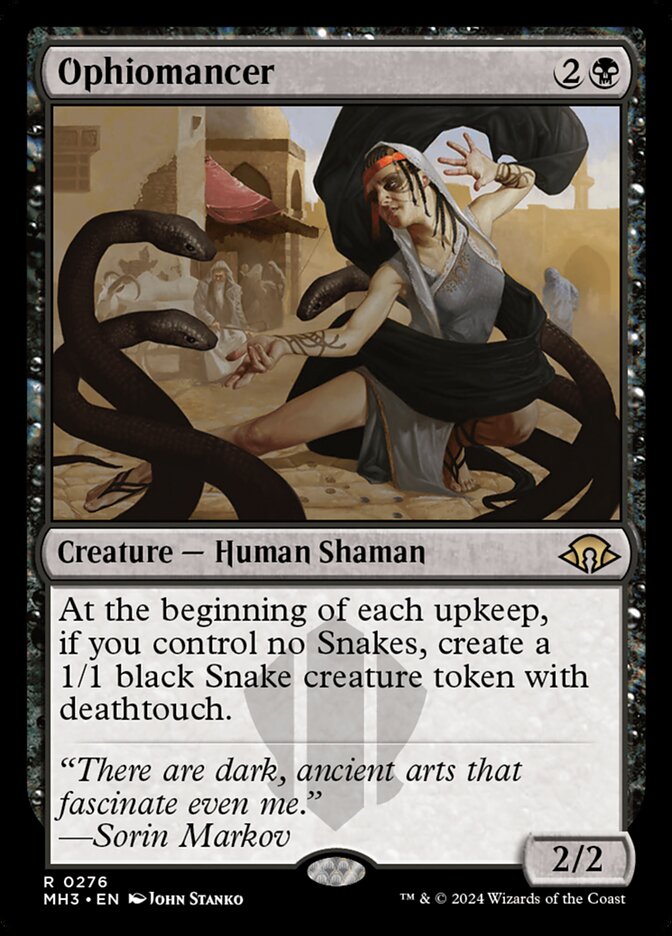 Ophiomancer 2
Creature — Human Shaman
At the beginning of each upkeep,
if you control no Snakes, create a
1/1 black Snake creature token with
deathtouch.
“There are dark, ancient arts that
fascinate even me.”
—Sorin Markov
2/2
R 0276
MH3 • EN John Stanko
™ & © 2024 Wizards of the Coast